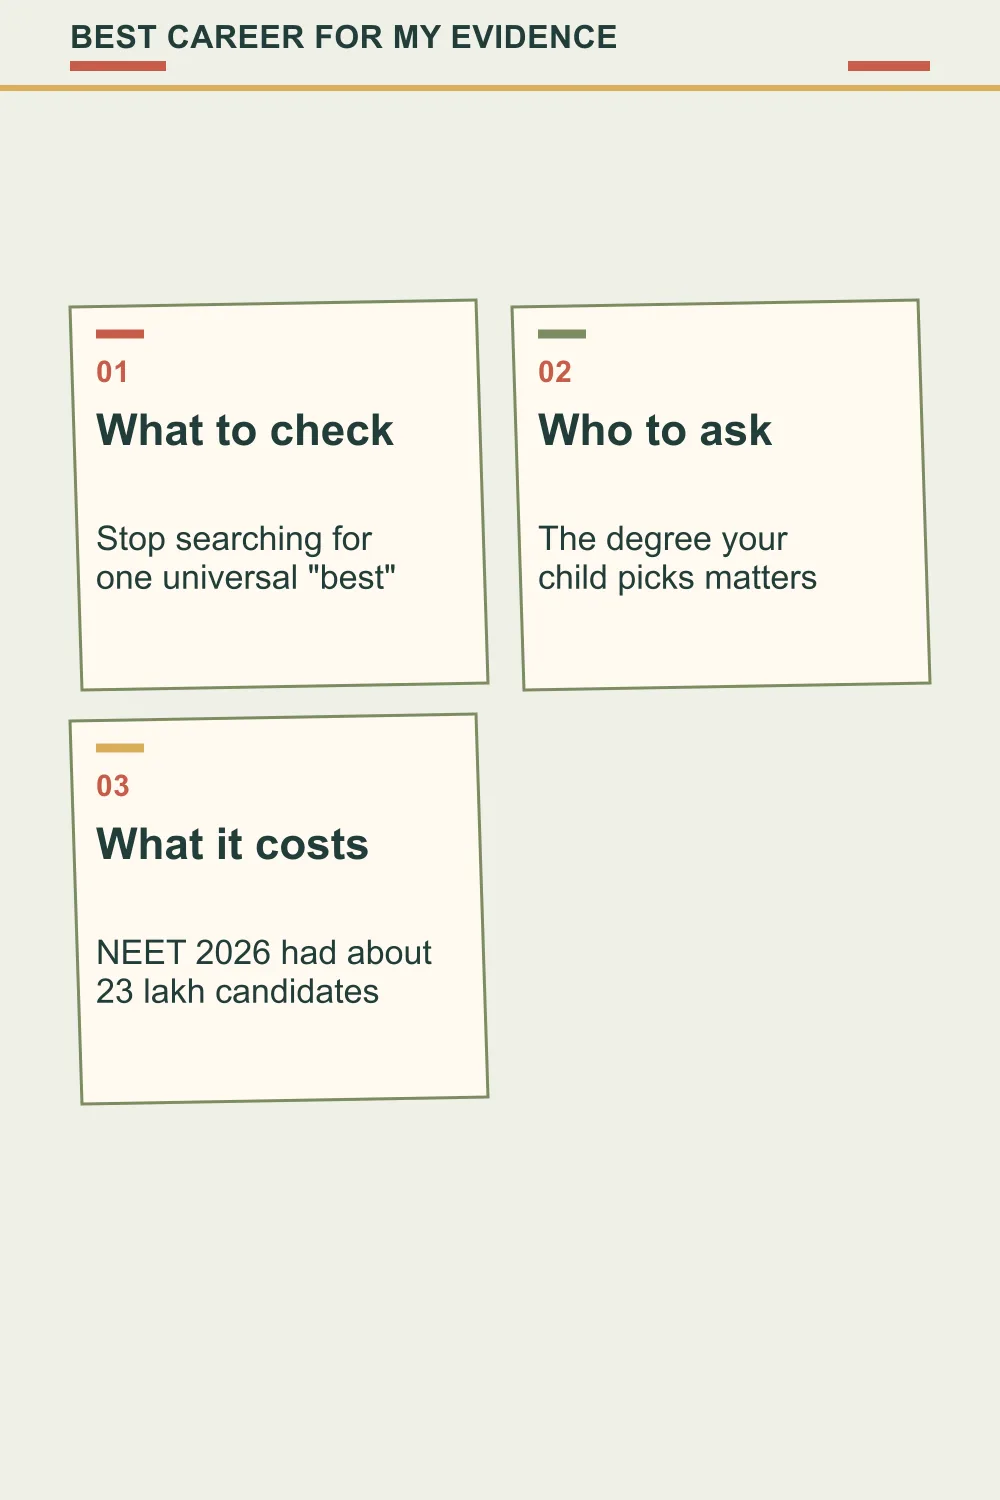 BEST CAREER FOR MY EVIDENCE
01
What to check
Stop searching for
one universal "best"
02
Who to ask
The degree your
child picks matters
03
What it costs
NEET 2026 had about
23 lakh candidates